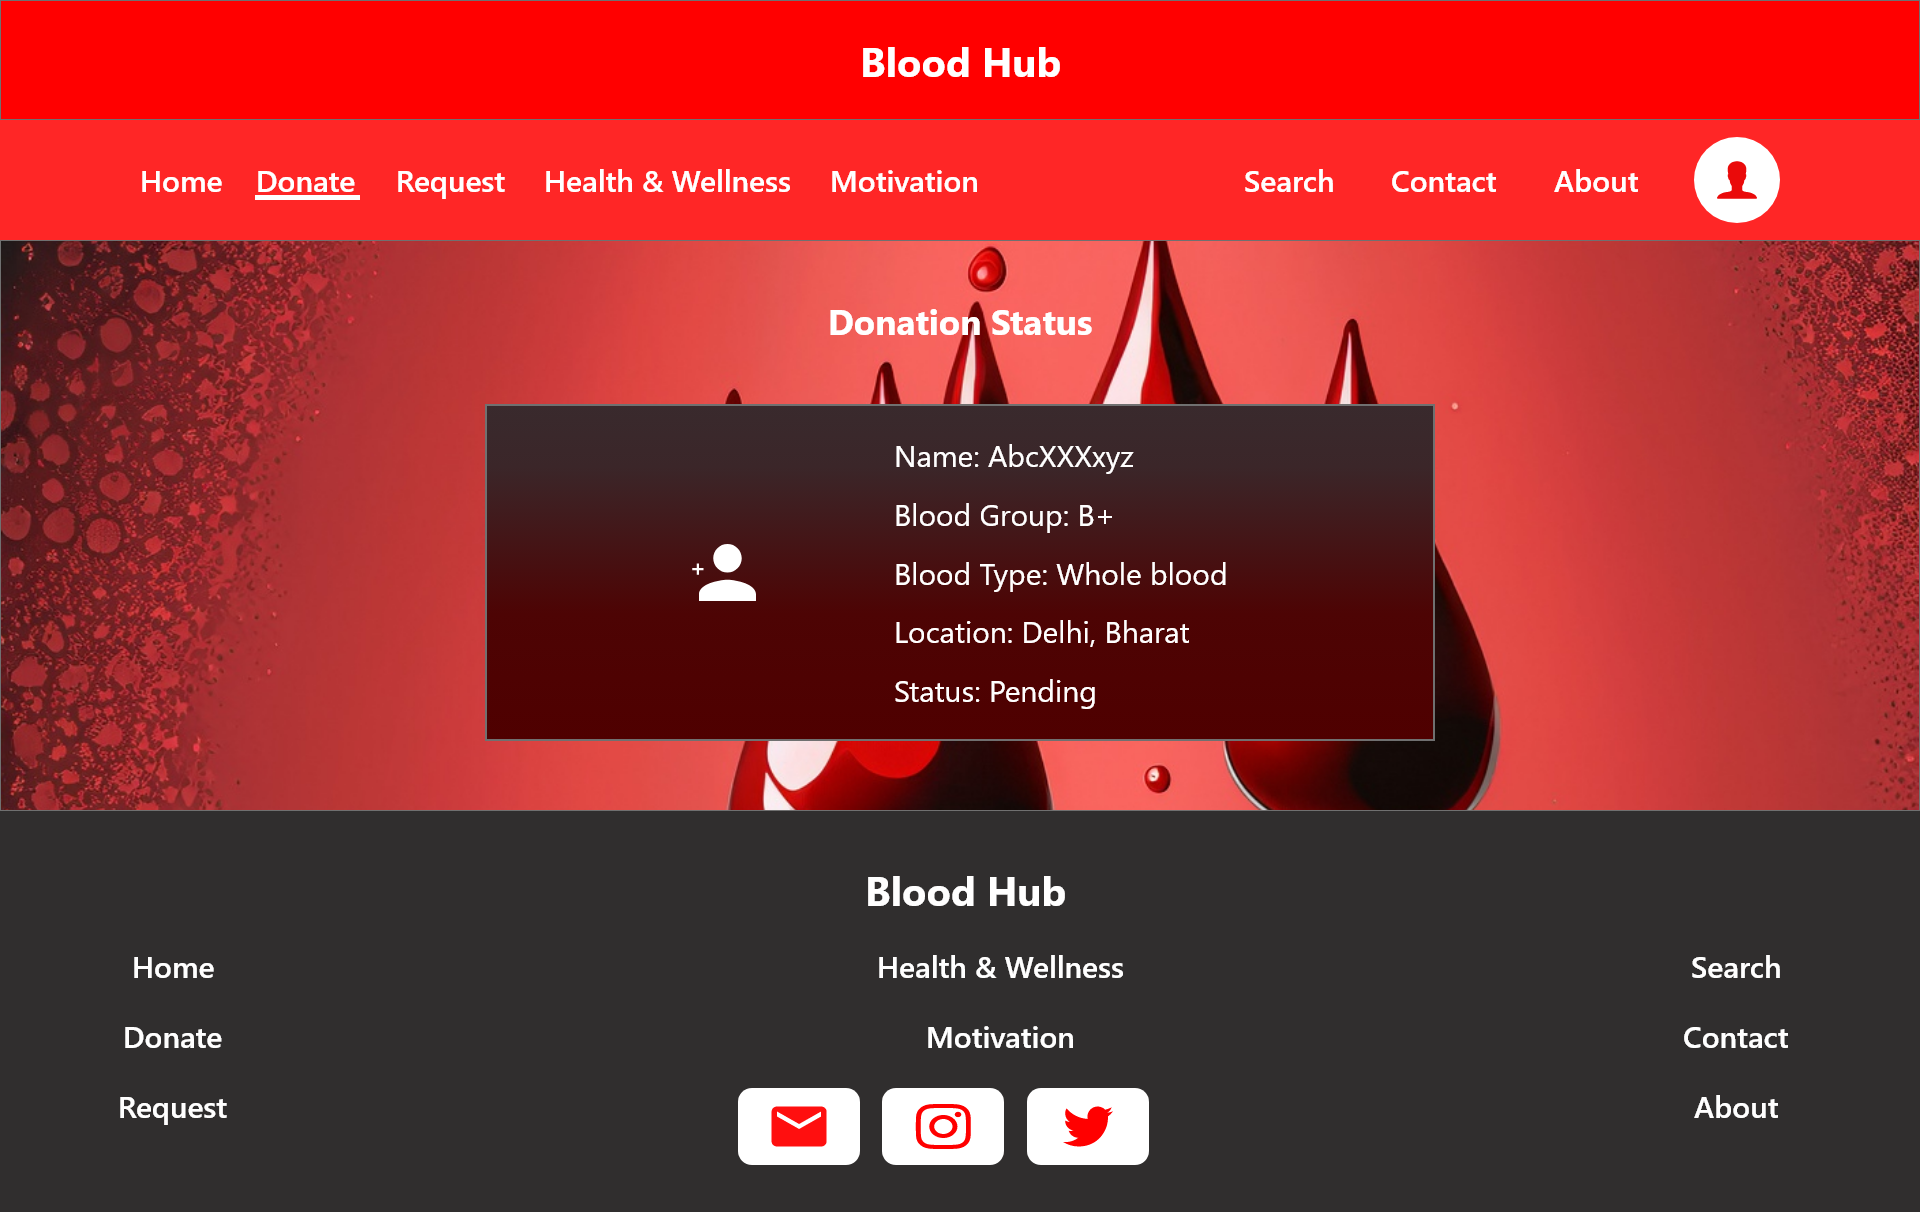 Blood Hub
Home Donate Request Health & Wellness Motivation Search Contact About
Donation Status
Name: AbcXXXxyz
Blood Group: B+
Blood Type: Whole blood
Location: Delhi, Bharat
Status: Pending
Blood Hub
Home Health & Wellness Search
Donate Motivation Contact
Request About